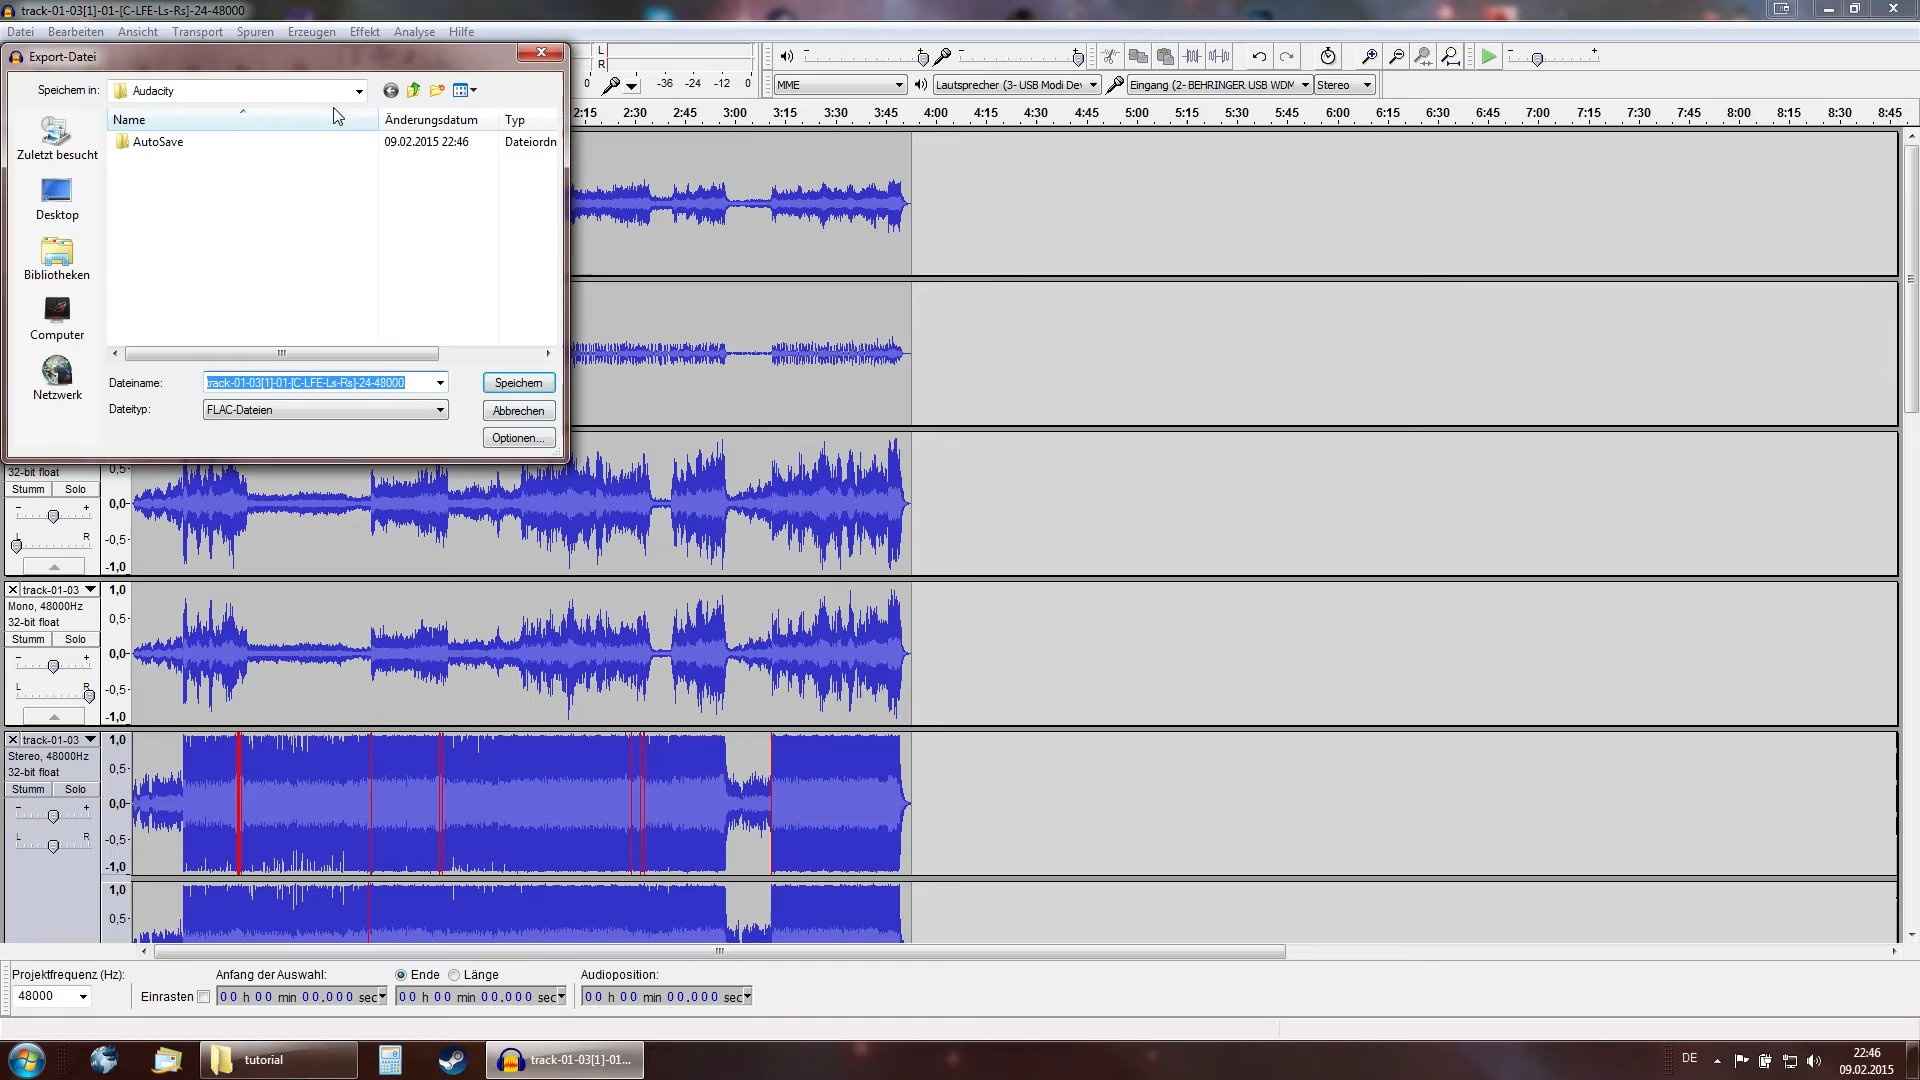 track-01-03[1]-01-[C-LFE-Ls-Rs]-24-48000
Datei Bearbeiten Ansicht Transport Spuren Erzeugen Effekt Analyse Hilfe
Export-Datei
Speichern in: Audacity
Name Änderungsdatum Typ
AutoSave 09.02.2015 22:46 Dateiordn
Zuletzt besucht
Desktop
Bibliotheken
Computer
Netzwerk
Dateiname: track-01-03[1]-01-[C-LFE-Ls-Rs]-24-48000 Speichern
Dateityp: FLAC-Dateien Abbrechen
Optionen...
L
R
0 -36 -24 -12 0
MME Lautsprecher (3- USB Modi Dev Eingang (2- BEHRINGER USB WDM Stereo
2:15 2:30 2:45 3:00 3:15 3:30 3:45 4:00 4:15 4:30 4:45 5:00 5:15 5:30 5:45 6:00 6:15 6:30 6:45 7:00 7:15 7:30 7:45 8:00 8:15 8:30 8:45
32-bit float
Stumm Solo
- +
L R
0,5-
0,0-
-0,5-
-1,0
track-01-03
Mono, 48000Hz
32-bit float
Stumm Solo
- +
L R
1,0
0,5-
0,0-
-0,5-
-1,0
track-01-03
Stereo, 48000Hz
32-bit float
Stumm Solo
- +
L R
1,0
0,5-
0,0-
-0,5-
-1,0
1,0
0,5-
Projektfrequenz (Hz): Anfang der Auswahl: Ende Länge Audioposition:
48000 Einrasten 00 h 00 min 00.000 sec 00 h 00 min 00.000 sec 00 h 00 min 00.000 sec
tutorial track-01-03[1]-01... DE 22:46
09.02.2015